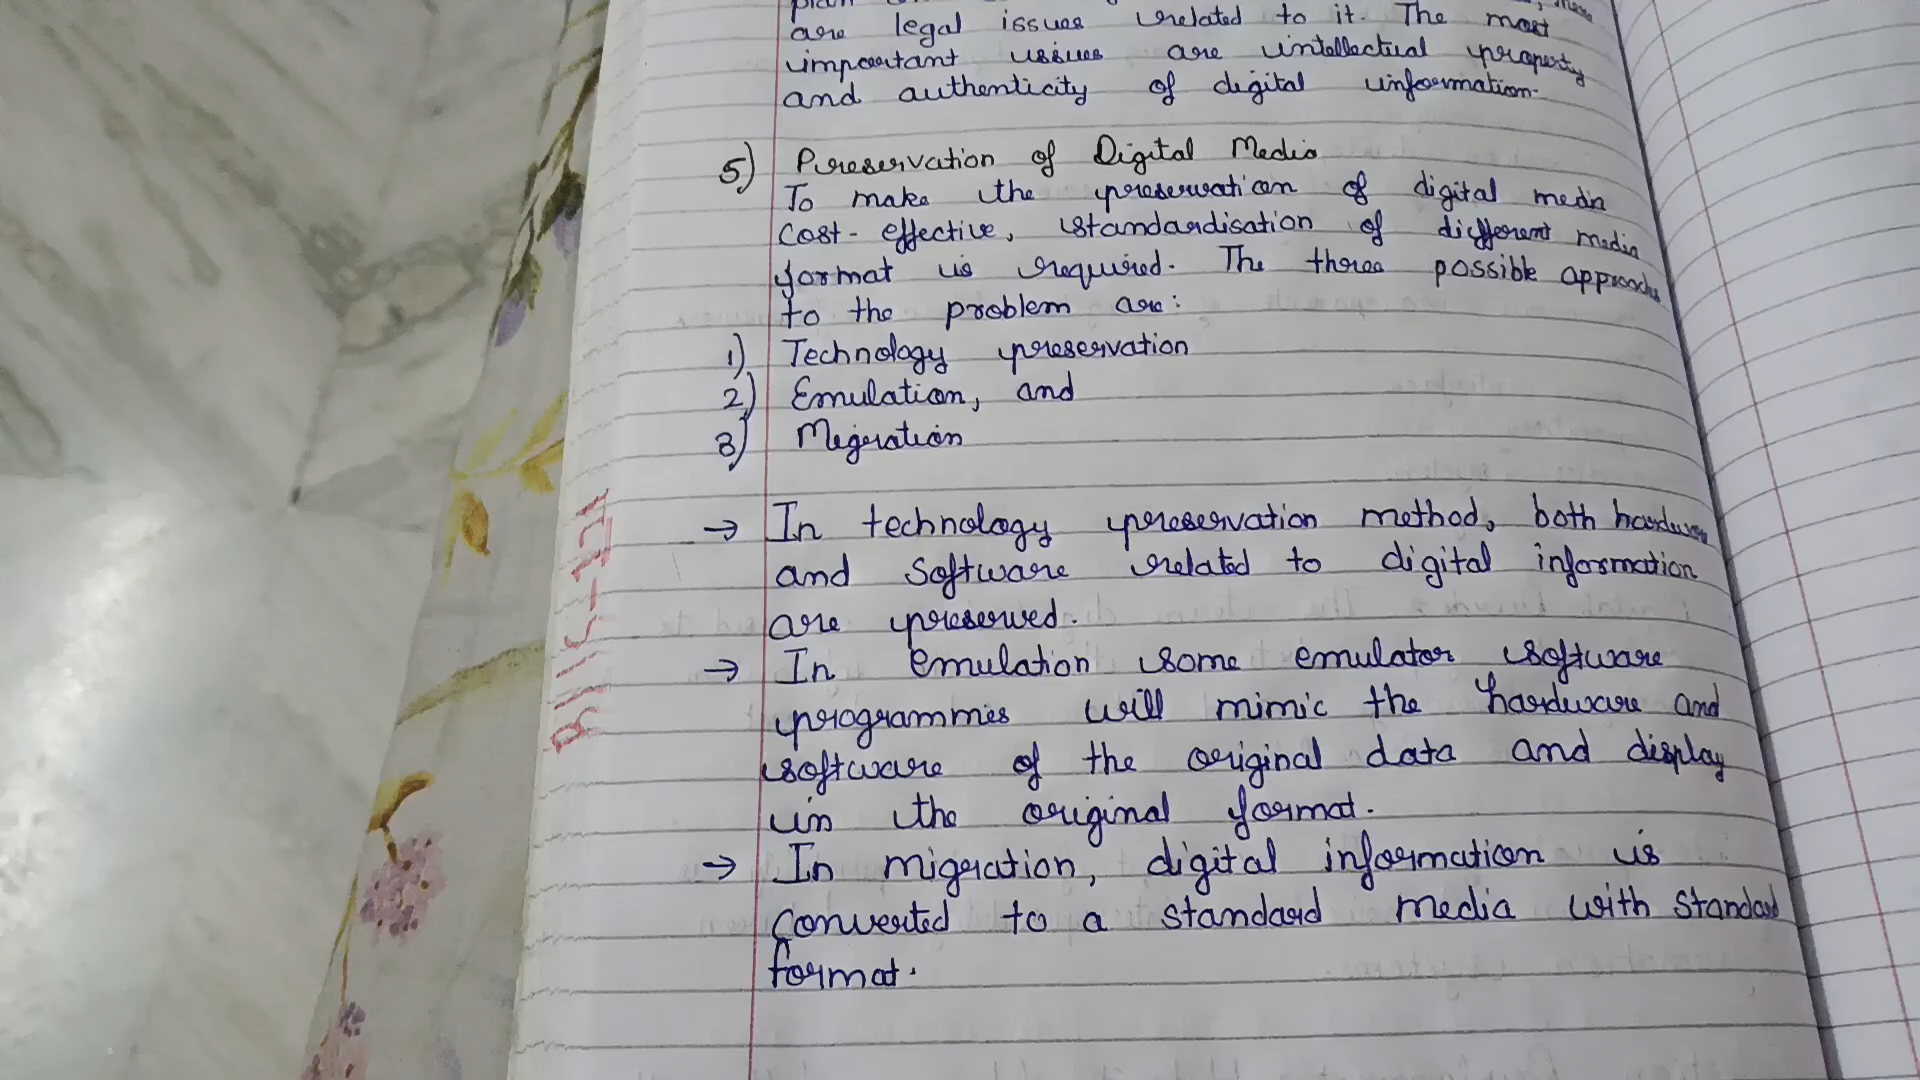 plan
are legal issues related to it. The most
important issues are intellectual property
and authenticity of digital information.
5) Preservation of Digital Media
To make the preservation of digital media
cost-effective, standardisation of different media
format is required. The three possible approachs
to the problem are:
1) Technology preservation
2) Emulation, and
3) Migration
→ In technology preservation method, both hardware
and software related to digital information
are preserved.
→ In emulation some emulator software
programmes will mimic the hardware and
software of the original data and display
in the original format.
→ In migration, digital information is
converted to a standard media with standard
format.